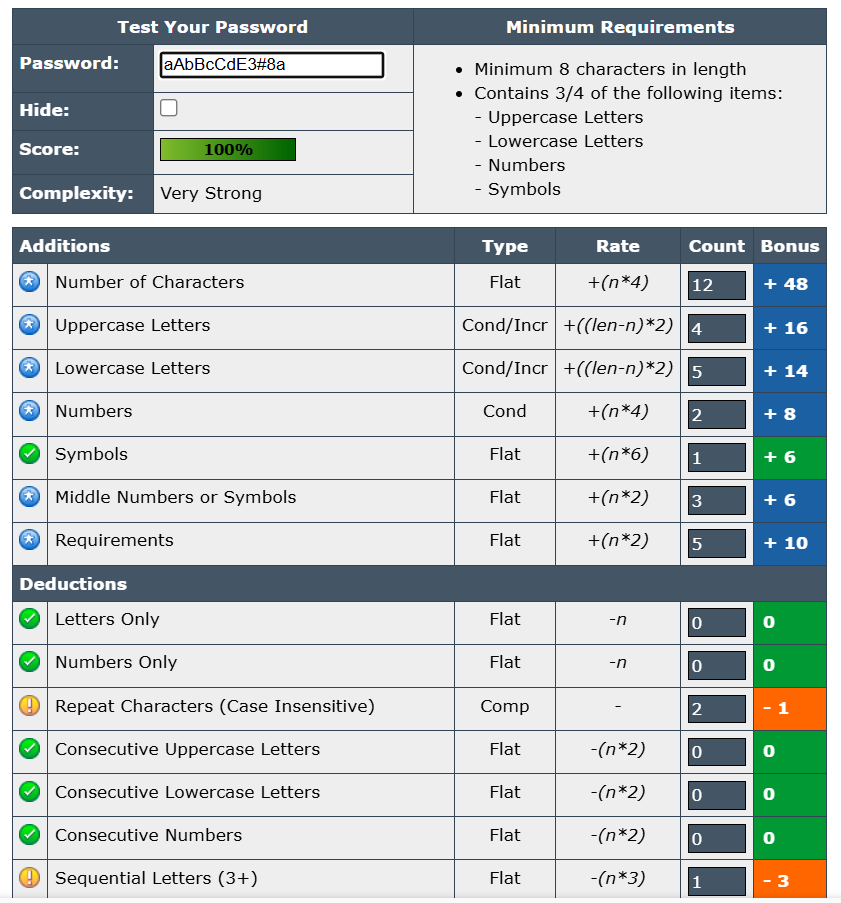 Test Your Password
Minimum Requirements
Password: aAbBcCdE3#8a
Hide:
Score: 100%
Complexity: Very Strong
• Minimum 8 characters in length
• Contains 3/4 of the following items:
- Uppercase Letters
- Lowercase Letters
- Numbers
- Symbols
Additions Type Rate Count Bonus
Number of Characters Flat +(n*4) 12 + 48
Uppercase Letters Cond/Incr +((len-n)*2) 4 + 16
Lowercase Letters Cond/Incr +((len-n)*2) 5 + 14
Numbers Cond +(n*4) 2 + 8
Symbols Flat +(n*6) 1 + 6
Middle Numbers or Symbols Flat +(n*2) 3 + 6
Requirements Flat +(n*2) 5 + 10
Deductions
Letters Only Flat -n 0 0
Numbers Only Flat -n 0 0
Repeat Characters (Case Insensitive) Comp - 2 - 1
Consecutive Uppercase Letters Flat -(n*2) 0 0
Consecutive Lowercase Letters Flat -(n*2) 0 0
Consecutive Numbers Flat -(n*2) 0 0
Sequential Letters (3+) Flat -(n*3) 1 - 3